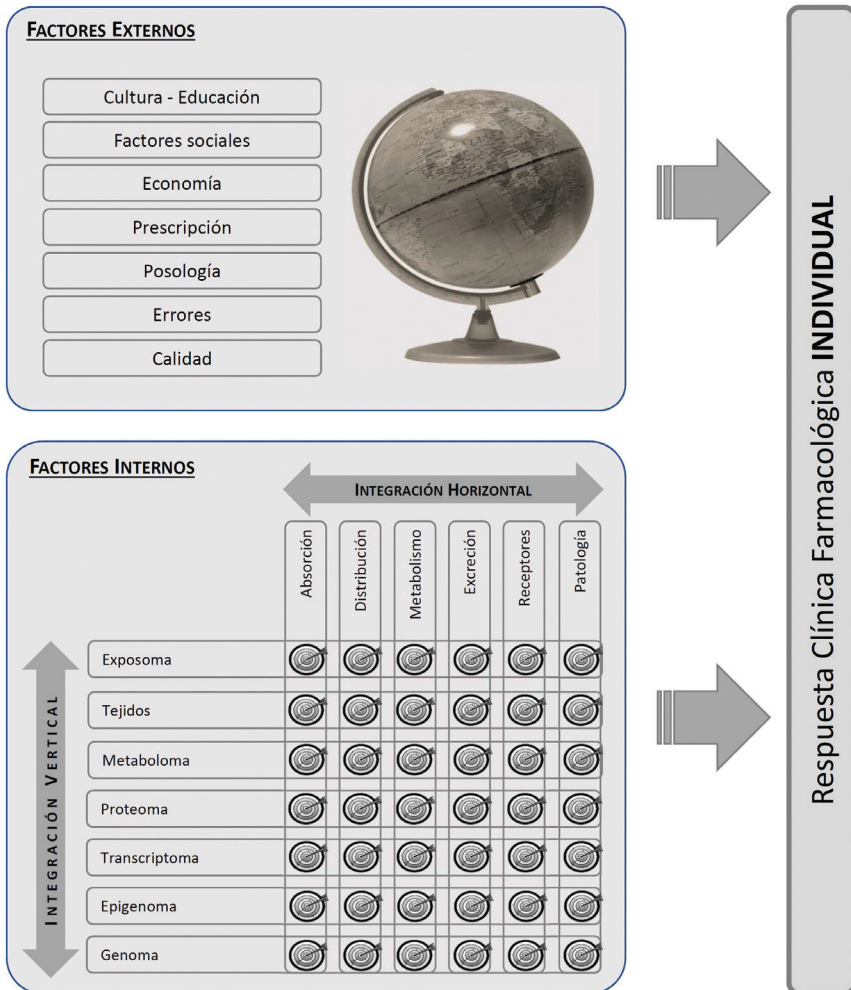 FACTORES EXTERNOS
Cultura - Educación
Factores sociales
Economía
Prescripción
Posología
Errores
Calidad
FACTORES INTERNOS
INTEGRACIÓN HORIZONTAL
Absorción
Distribución
Metabolismo
Excreción
Receptores
Patología
INTEGRACIÓN VERTICAL
Exposoma
Tejidos
Metaboloma
Proteoma
Transcriptoma
Epigenoma
Genoma
Respuesta Clínica Farmacológica INDIVIDUAL